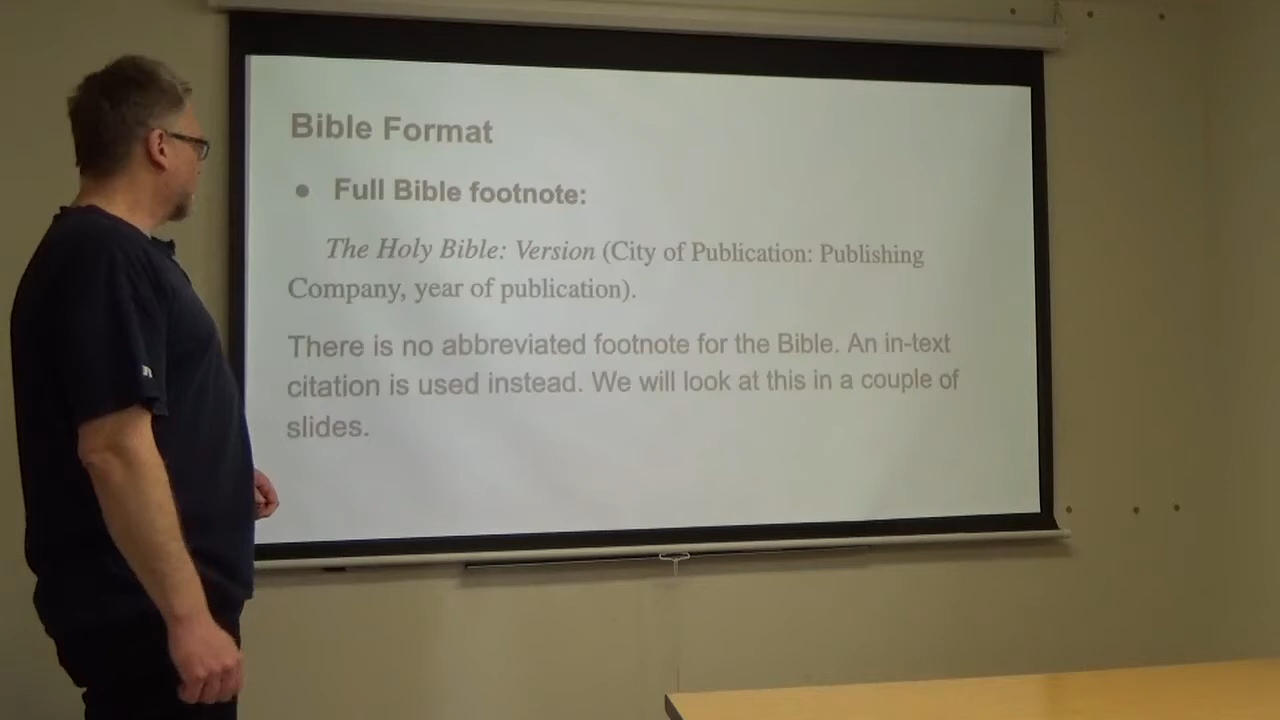 Bible Format
● Full Bible footnote:
The Holy Bible: Version (City of Publication: Publishing
Company, year of publication).
There is no abbreviated footnote for the Bible. An in-text
citation is used instead. We will look at this in a couple of
slides.